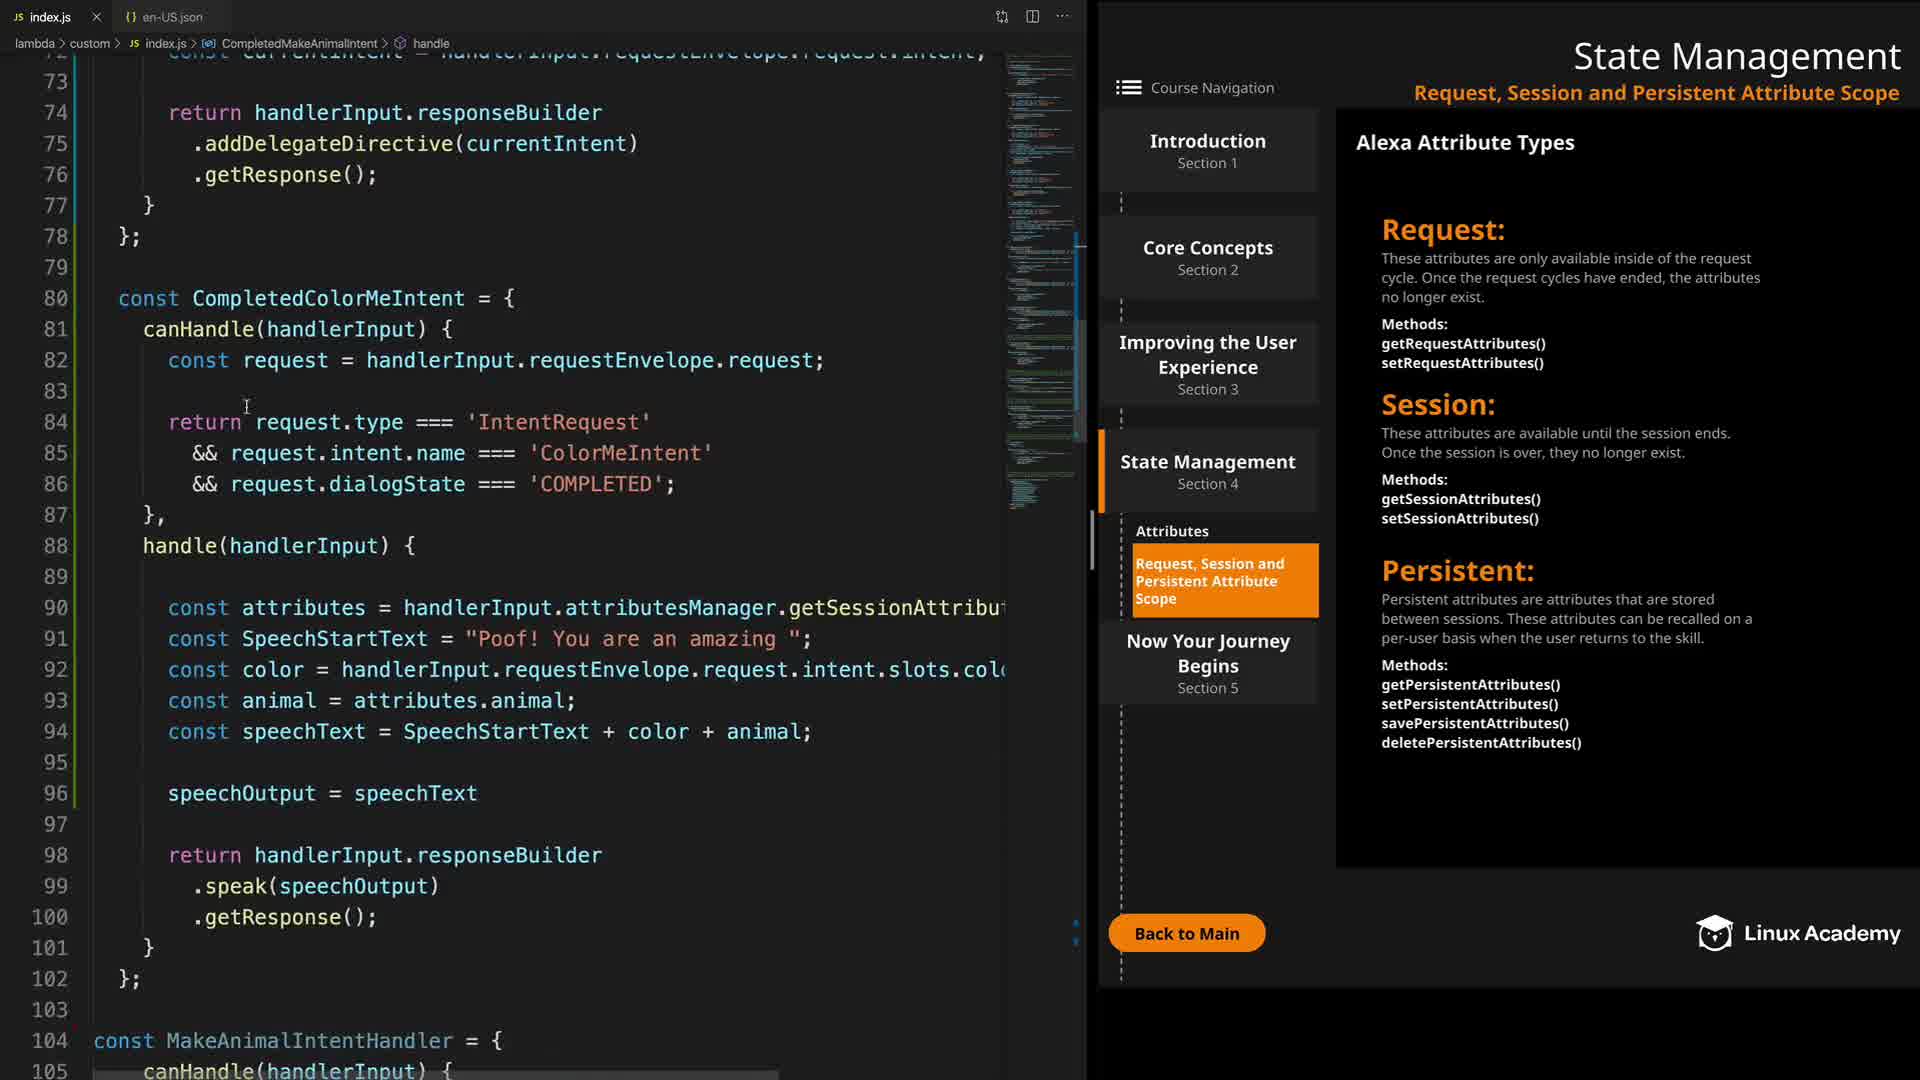 JS index.js
{ } en-US.json
lambda > custom > JS index.js > CompletedMakeAnimalIntent > handle
72 const currentIntent = handlerInput.requestEnvelope.request.intent;
73
74 return handlerInput.responseBuilder
75 .addDelegateDirective(currentIntent)
76 .getResponse();
77 }
78 };
79
80 const CompletedColorMeIntent = {
81 canHandle(handlerInput) {
82 const request = handlerInput.requestEnvelope.request;
83
84 return request.type === 'IntentRequest'
85 && request.intent.name === 'ColorMeIntent'
86 && request.dialogState === 'COMPLETED';
87 },
88 handle(handlerInput) {
89
90 const attributes = handlerInput.attributesManager.getSessionAttribut
91 const SpeechStartText = "Poof! You are an amazing ";
92 const color = handlerInput.requestEnvelope.request.intent.slots.colo
93 const animal = attributes.animal;
94 const speechText = SpeechStartText + color + animal;
95
96 speechOutput = speechText
97
98 return handlerInput.responseBuilder
99 .speak(speechOutput)
100 .getResponse();
101 }
102 };
103
104 const MakeAnimalIntentHandler = {
105 canHandle(handlerInput) {
State Management
Request, Session and Persistent Attribute Scope
Course Navigation
Introduction
Section 1
Core Concepts
Section 2
Improving the User
Experience
Section 3
State Management
Section 4
Attributes
Request, Session and
Persistent Attribute
Scope
Now Your Journey
Begins
Section 5
Back to Main
Alexa Attribute Types
Request:
These attributes are only available inside of the request
cycle. Once the request cycles have ended, the attributes
no longer exist.
Methods:
getRequestAttributes()
setRequestAttributes()
Session:
These attributes are available until the session ends.
Once the session is over, they no longer exist.
Methods:
getSessionAttributes()
setSessionAttributes()
Persistent:
Persistent attributes are attributes that are stored
between sessions. These attributes can be recalled on a
per-user basis when the user returns to the skill.
Methods:
getPersistentAttributes()
setPersistentAttributes()
savePersistentAttributes()
deletePersistentAttributes()
Linux Academy